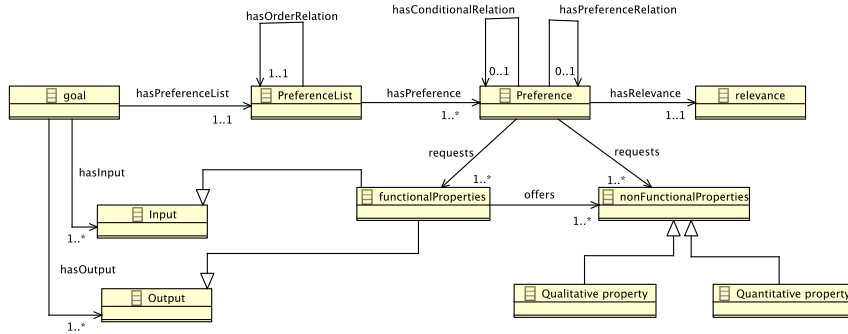 hasOrderRelation
hasConditionalRelation
hasPreferenceRelation
1..1
0..1
0..1
goal
hasPreferenceList
1..1
PreferenceList
hasPreference
1..*
Preference
hasRelevance
1..1
relevance
requests
requests
hasInput
1..*
1..*
functionalProperties
offers
1..*
nonFunctionalProperties
Input
1..*
hasOutput
Output
1..*
Qualitative property
Quantitative property